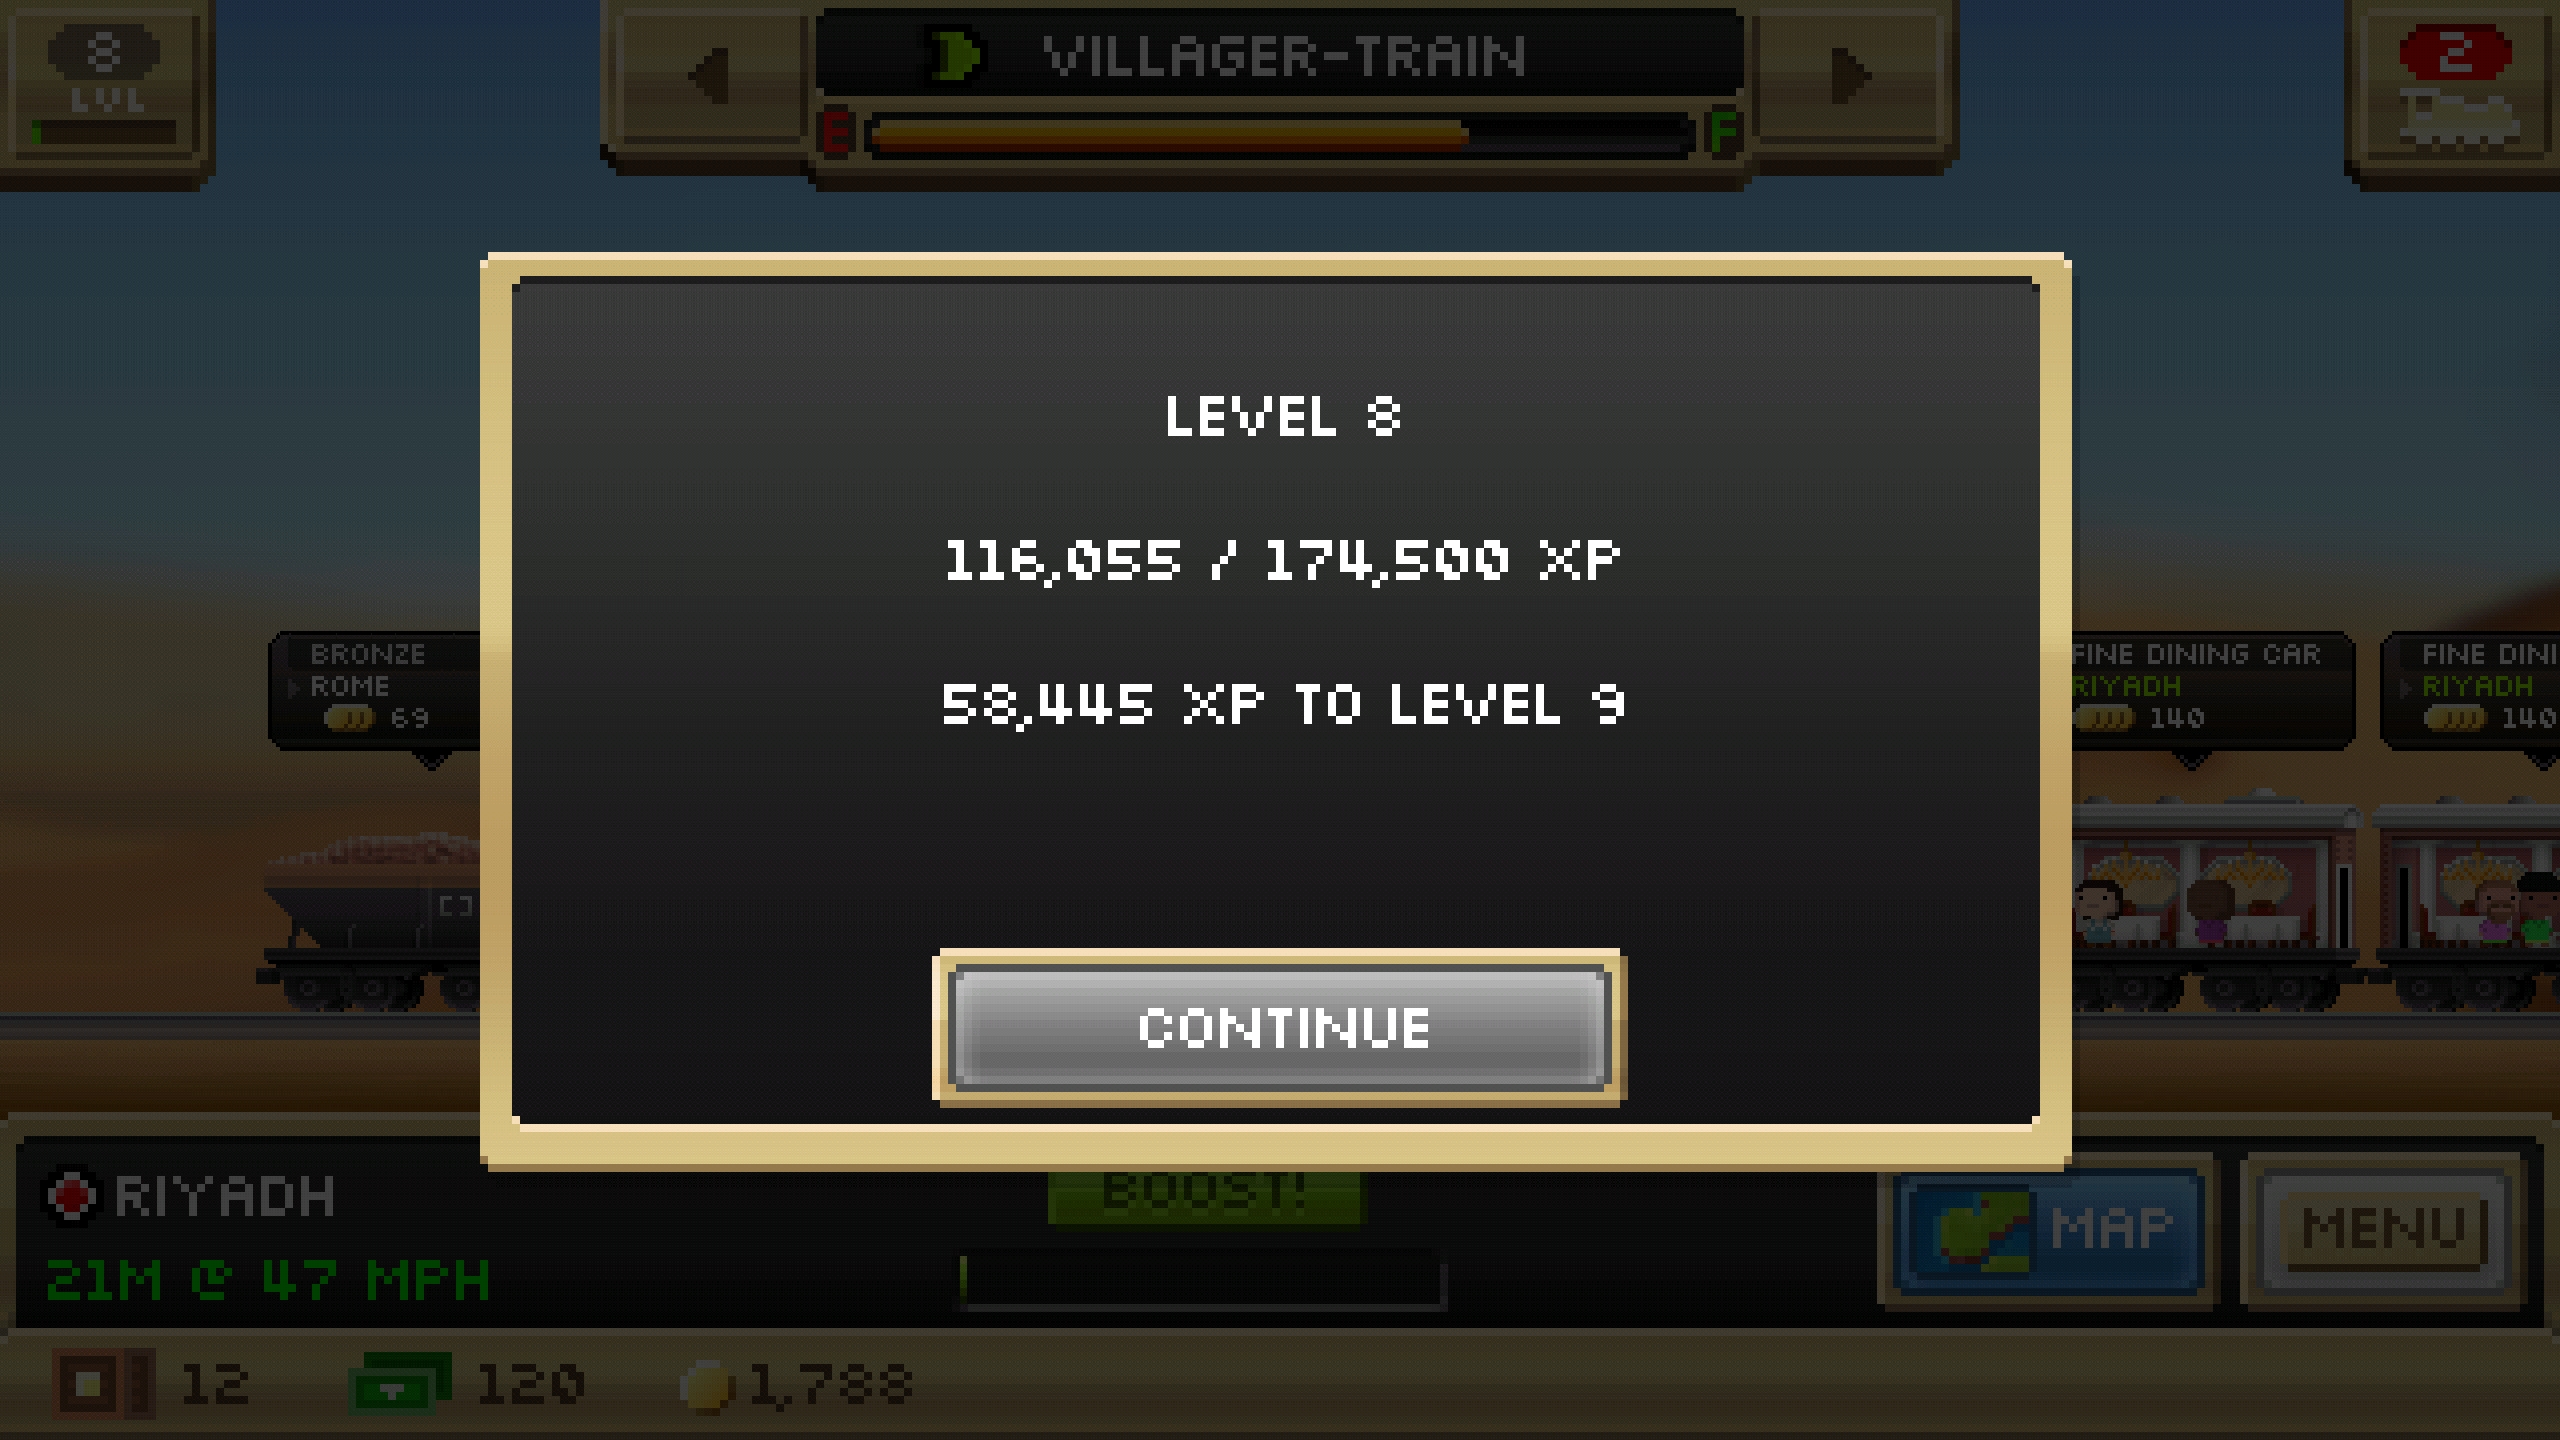 8
LVL
VILLAGER-TRAIN
E
F
2
LEVEL 8
116,055 / 174,500 XP
58,445 XP TO LEVEL 9
CONTINUE
BRONZE
ROME
69
FINE DINING CAR
RIYADH
140
FINE DINI
RIYADH
140
RIYADH
21M @ 47 MPH
BOOST!
MAP
MENU
12
120
1,788